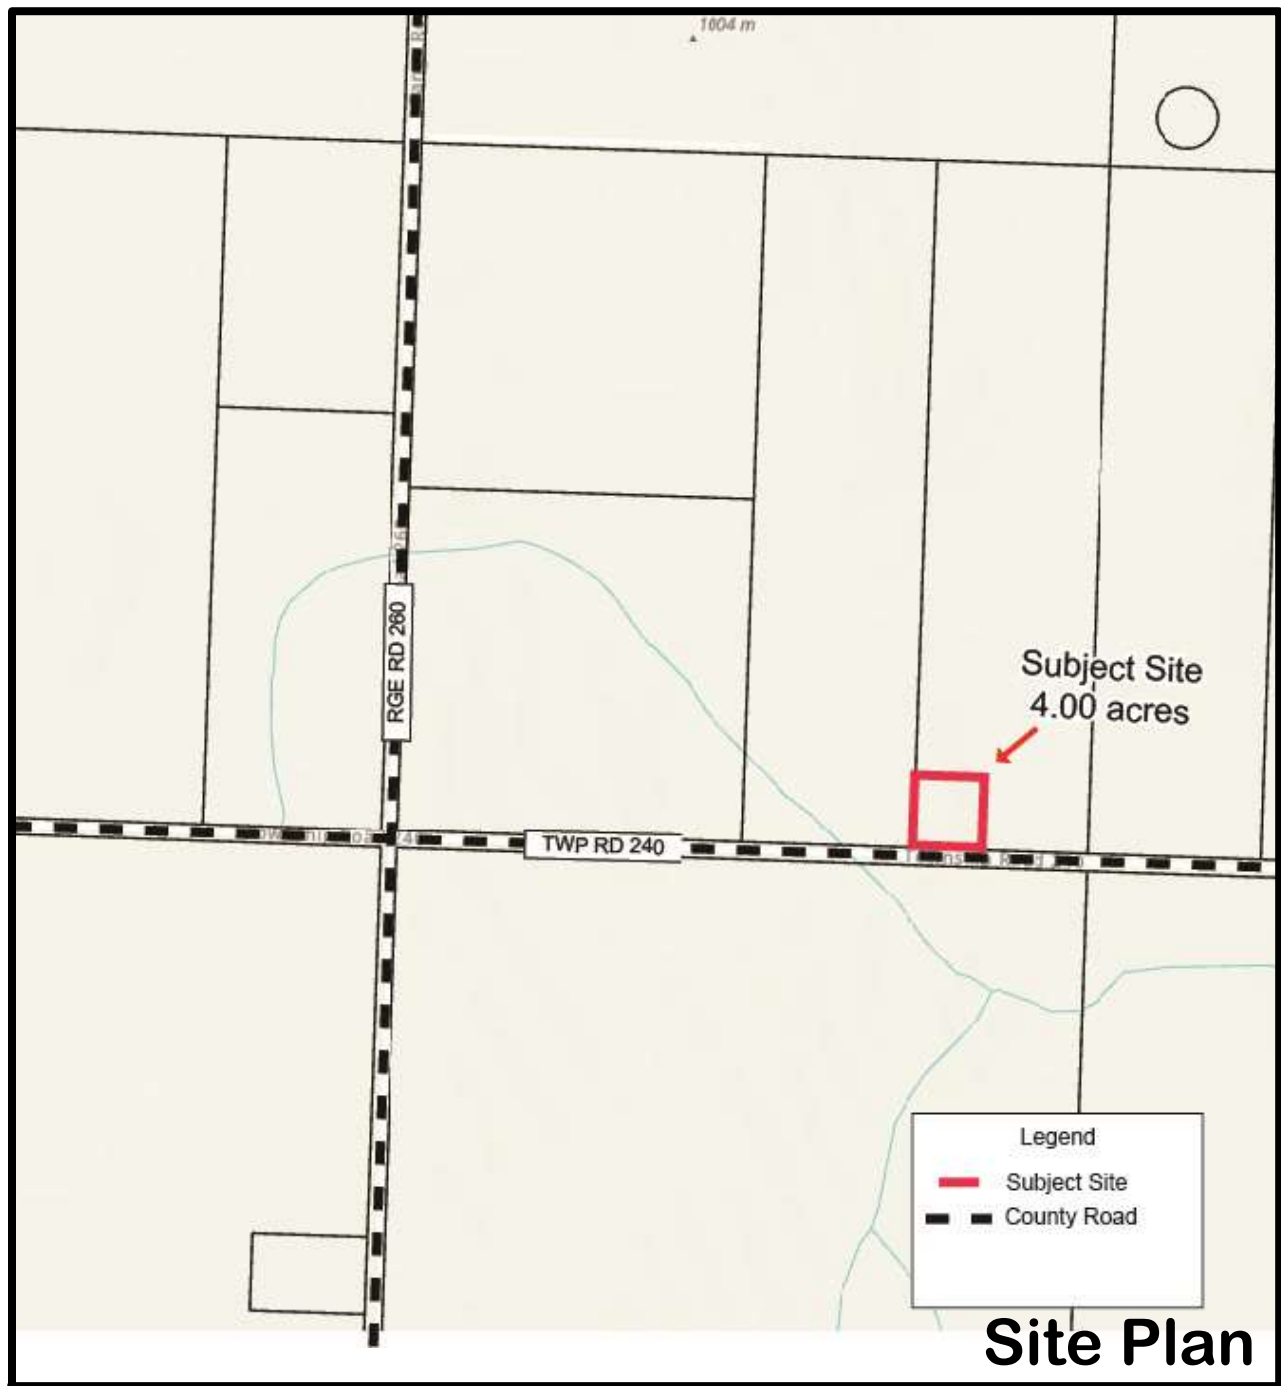 1004 m
RGE RD 260
Subject Site
4.00 acres
TWP RD 240
Legend
Subject Site
County Road
Site Plan